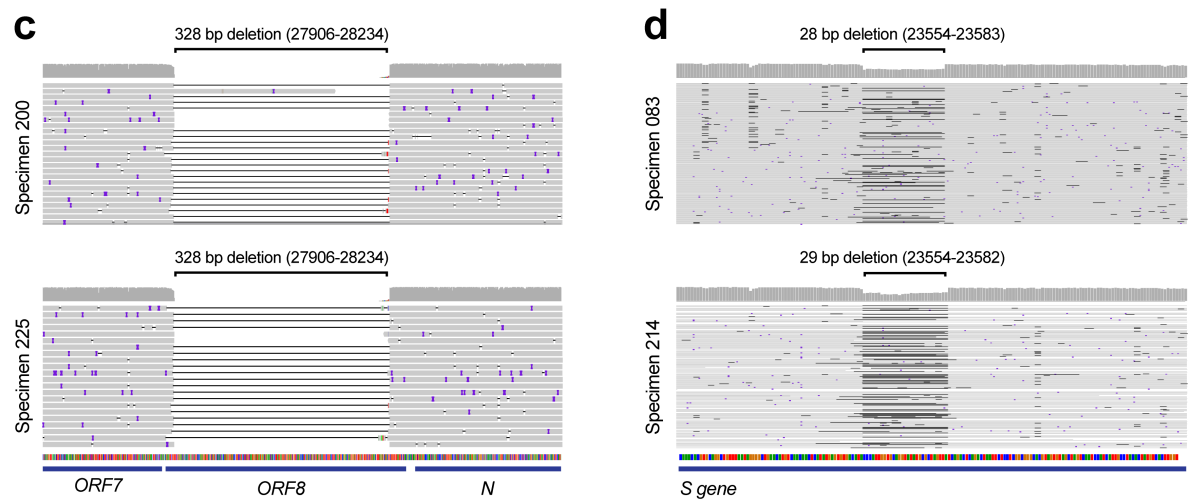 c
328 bp deletion (27906-28234)
Specimen 200
328 bp deletion (27906-28234)
Specimen 225
ORF7
ORF8
N
d
28 bp deletion (23554-23583)
Specimen 083
29 bp deletion (23554-23582)
Specimen 214
S gene